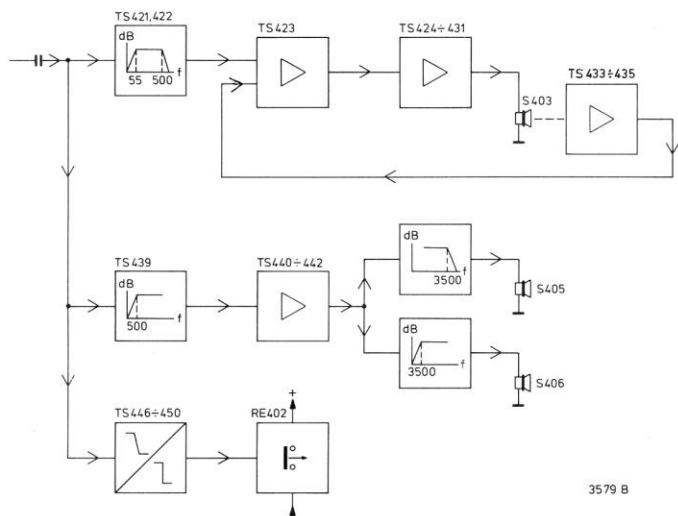 TS421,422
dB
55 500 f
TS423
TS424÷431
S403
TS433÷435
TS439
dB
500 f
TS440÷442
dB
3500 f
S405
dB
3500 f
S406
TS446÷450
RE402
+
3579 B